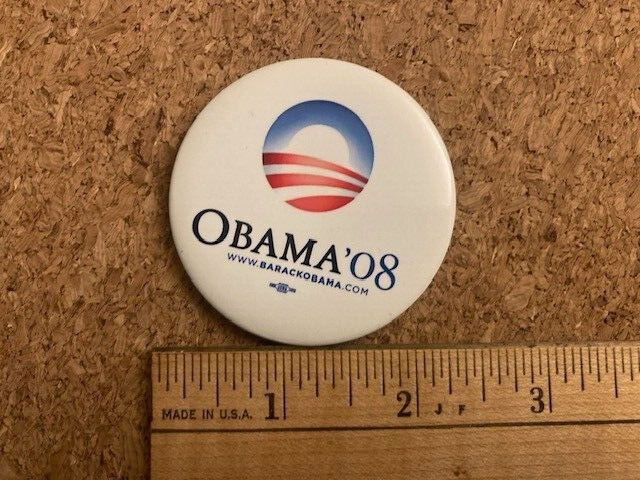 OBAMA'08
WWW.BARACKOBAMA.COM
MADE IN U.S.A. 1 2 J F 3